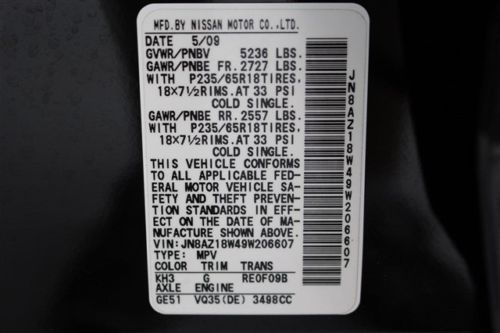 MFD.BY NISSAN MOTOR CO.,LTD.
DATE 5/09
GVWR/PNBV 5236 LBS.
GAWR/PNBE FR. 2727 LBS.
WITH P235/65R18TIRES.
18×7½RIMS.AT 33 PSI
COLD SINGLE.
GAWR/PNBE RR. 2557 LBS.
WITH P235/65R18TIRES.
18×7½RIMS.AT 33 PSI
COLD SINGLE.
THIS VEHICLE CONFORMS
TO ALL APPLICABLE FED-
ERAL MOTOR VEHICLE SA-
FETY AND THEFT PREVEN-
TION STANDARDS IN EFF-
ECT ON THE DATE OF MA-
NUFACTURE SHOWN ABOVE.
VIN:JN8AZ18W49W206607
TYPE: MPV
COLOR TRIM TRANS
KH3 G RE0F09B
AXLE ENGINE
GE51 VQ35(DE) 3498CC
JN8AZ18W49W206607